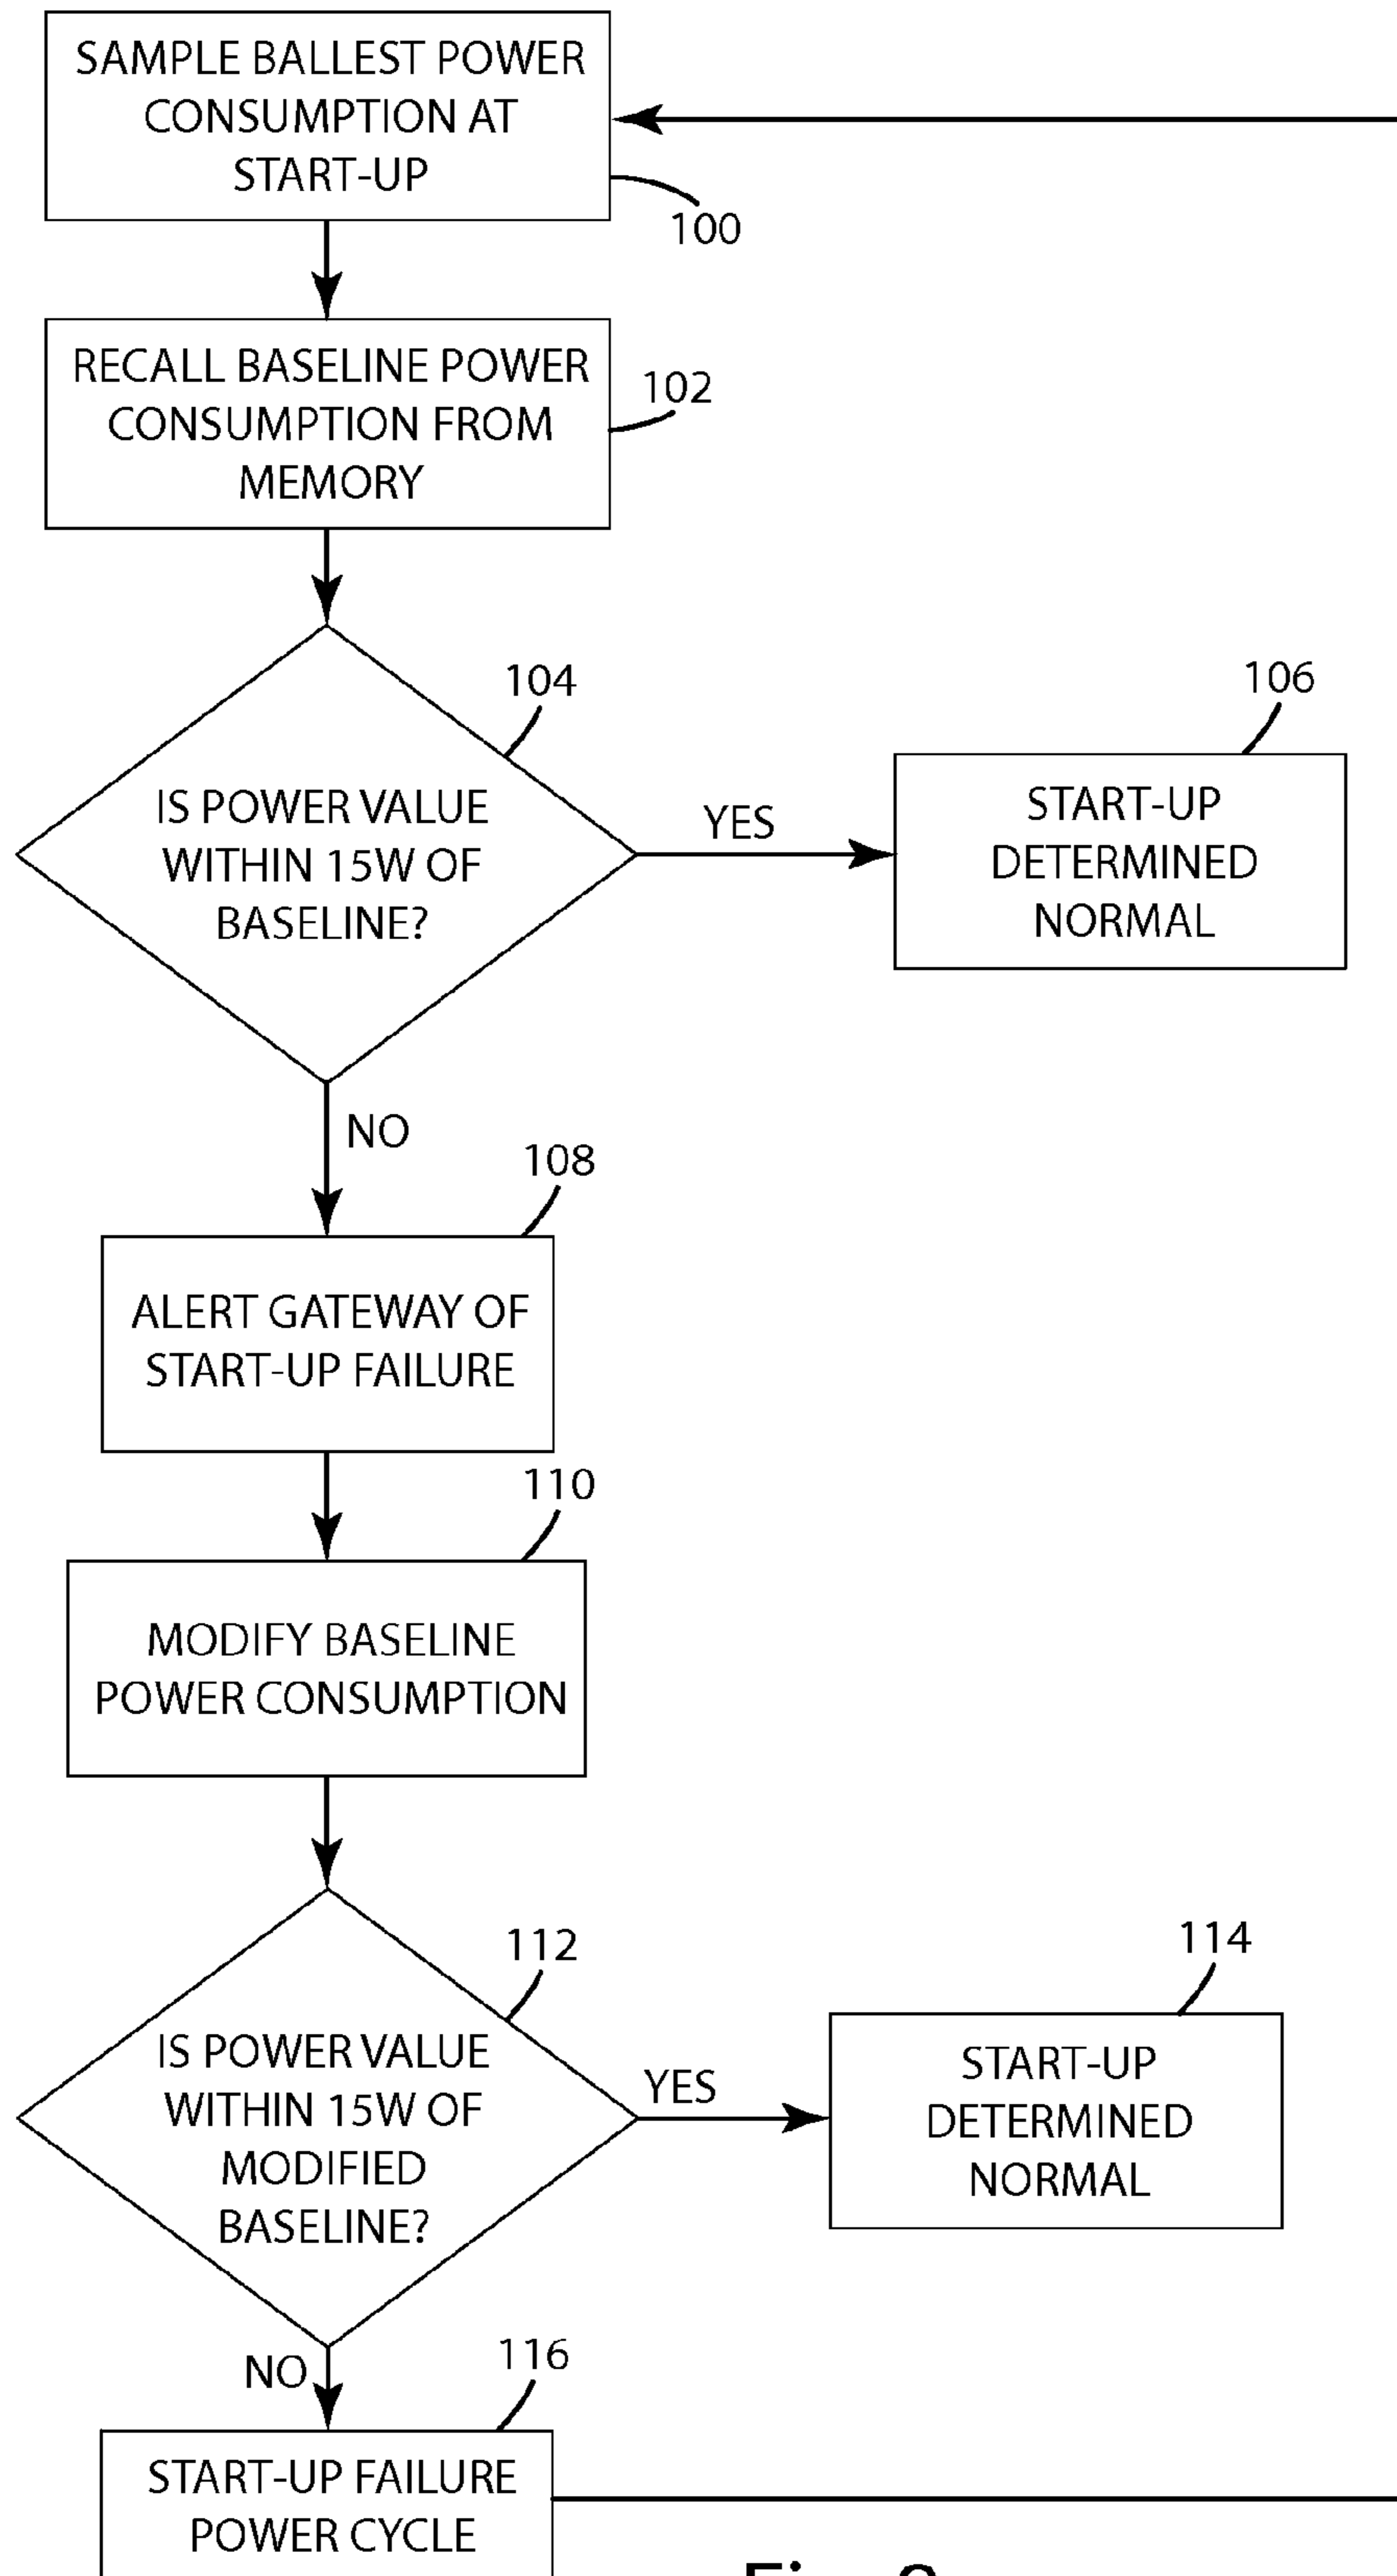 SAMPLE BALLEST POWER
CONSUMPTION AT
START-UP
100
RECALL BASELINE POWER
CONSUMPTION FROM
MEMORY
102
104
IS POWER VALUE
WITHIN 15W OF
BASELINE?
YES
106
START-UP
DETERMINED
NORMAL
NO
108
ALERT GATEWAY OF
START-UP FAILURE
110
MODIFY BASELINE
POWER CONSUMPTION
112
IS POWER VALUE
WITHIN 15W OF
MODIFIED
BASELINE?
YES
114
START-UP
DETERMINED
NORMAL
NO
116
START-UP FAILURE
POWER CYCLE